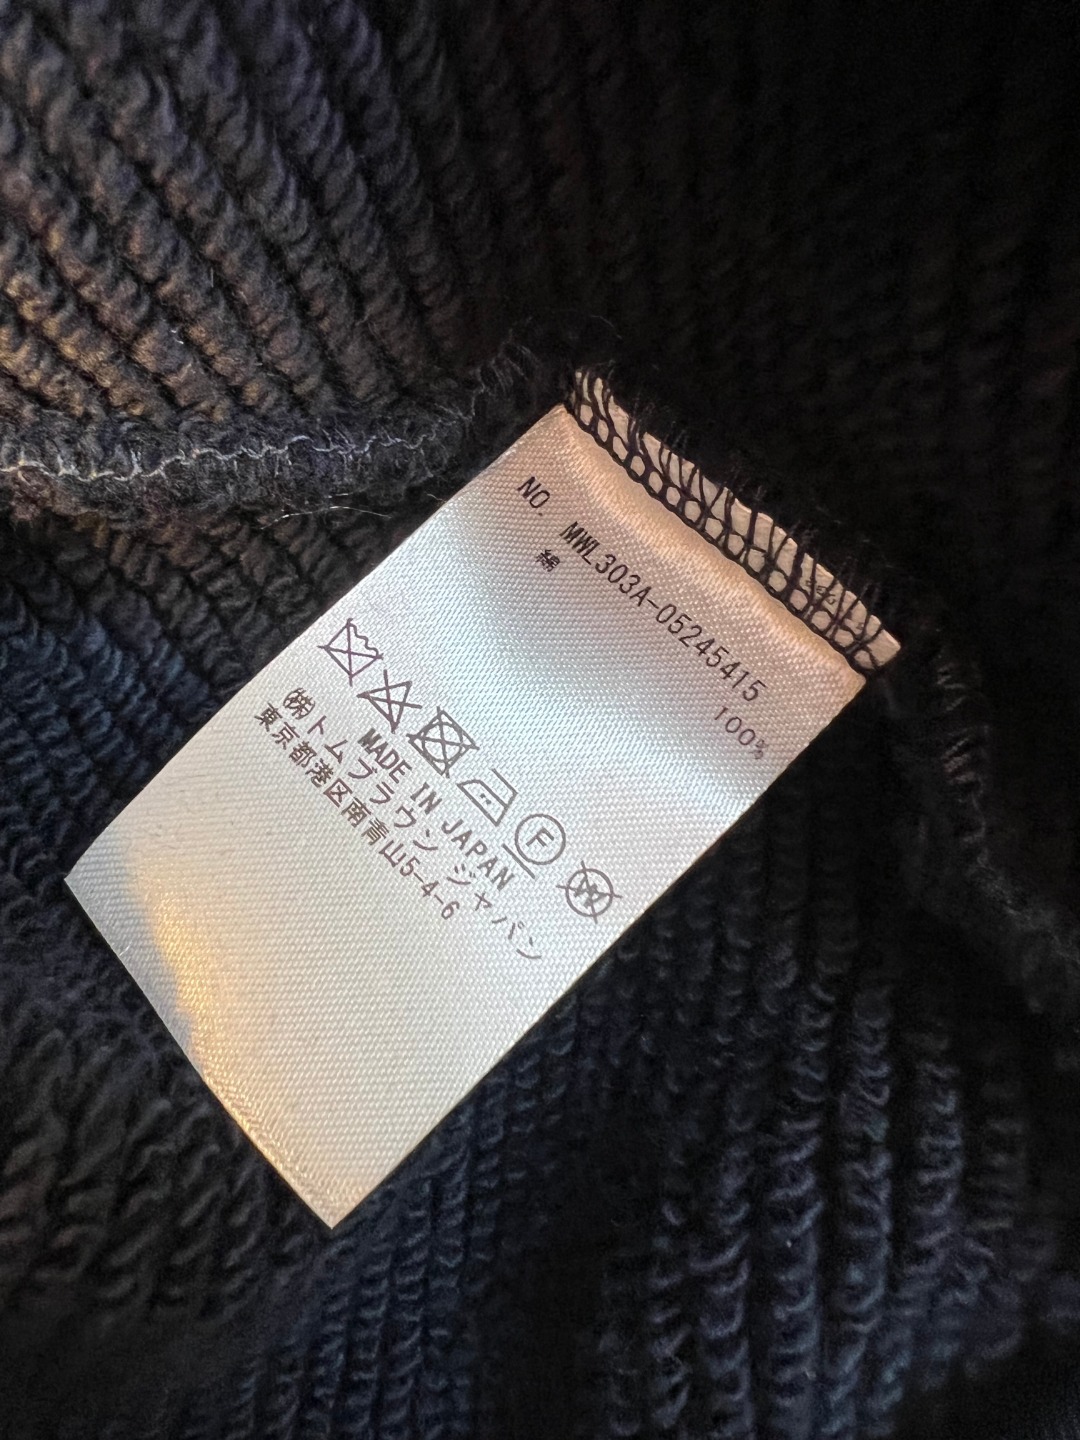 NO. MWL303A-05245415
綿 100%
F W
MADE IN JAPAN
㈱トムブラウン ジャパン
東京都港区南青山5-4-6